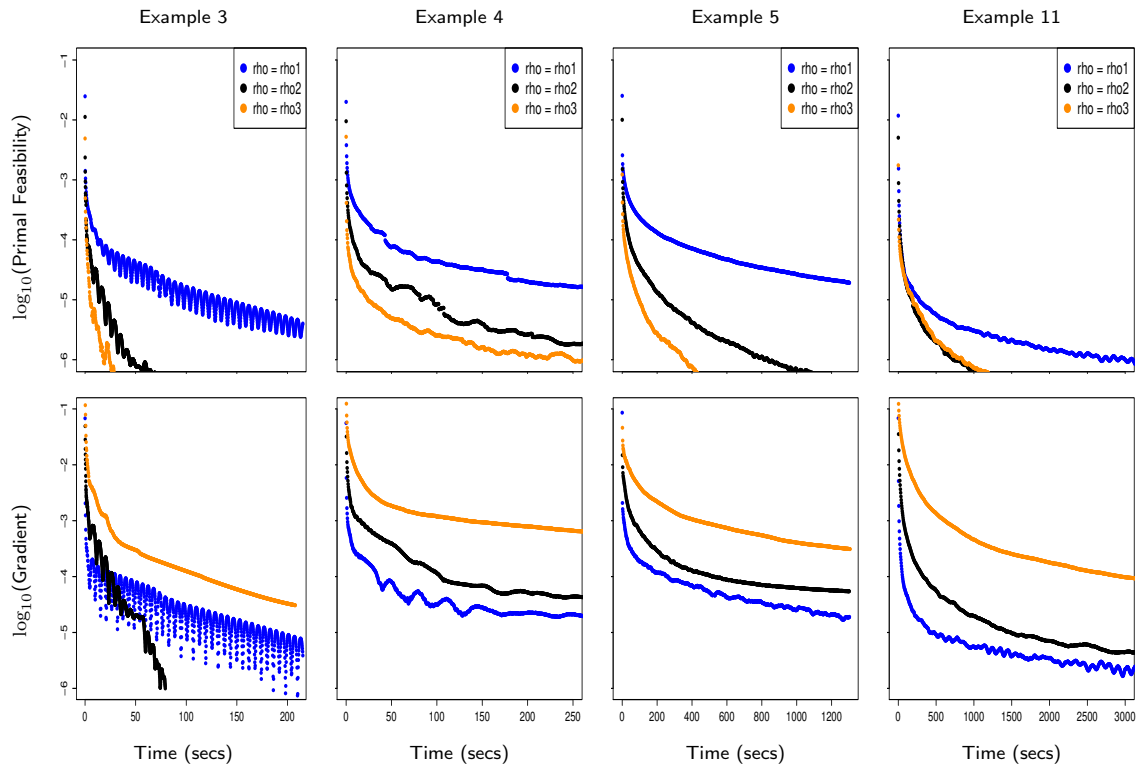 Example 3
Example 4
Example 5
Example 11
log10(Primal Feasibility)
-1
-2
-3
-4
-5
-6
rho = rho1
rho = rho2
rho = rho3
rho = rho1
rho = rho2
rho = rho3
rho = rho1
rho = rho2
rho = rho3
rho = rho1
rho = rho2
rho = rho3
log10(Gradient)
-1
-2
-3
-4
-5
-6
0 50 100 150 200
0 50 100 150 200 250
0 200 400 600 800 1000 1200
0 500 1000 1500 2000 2500 3000
Time (secs)
Time (secs)
Time (secs)
Time (secs)